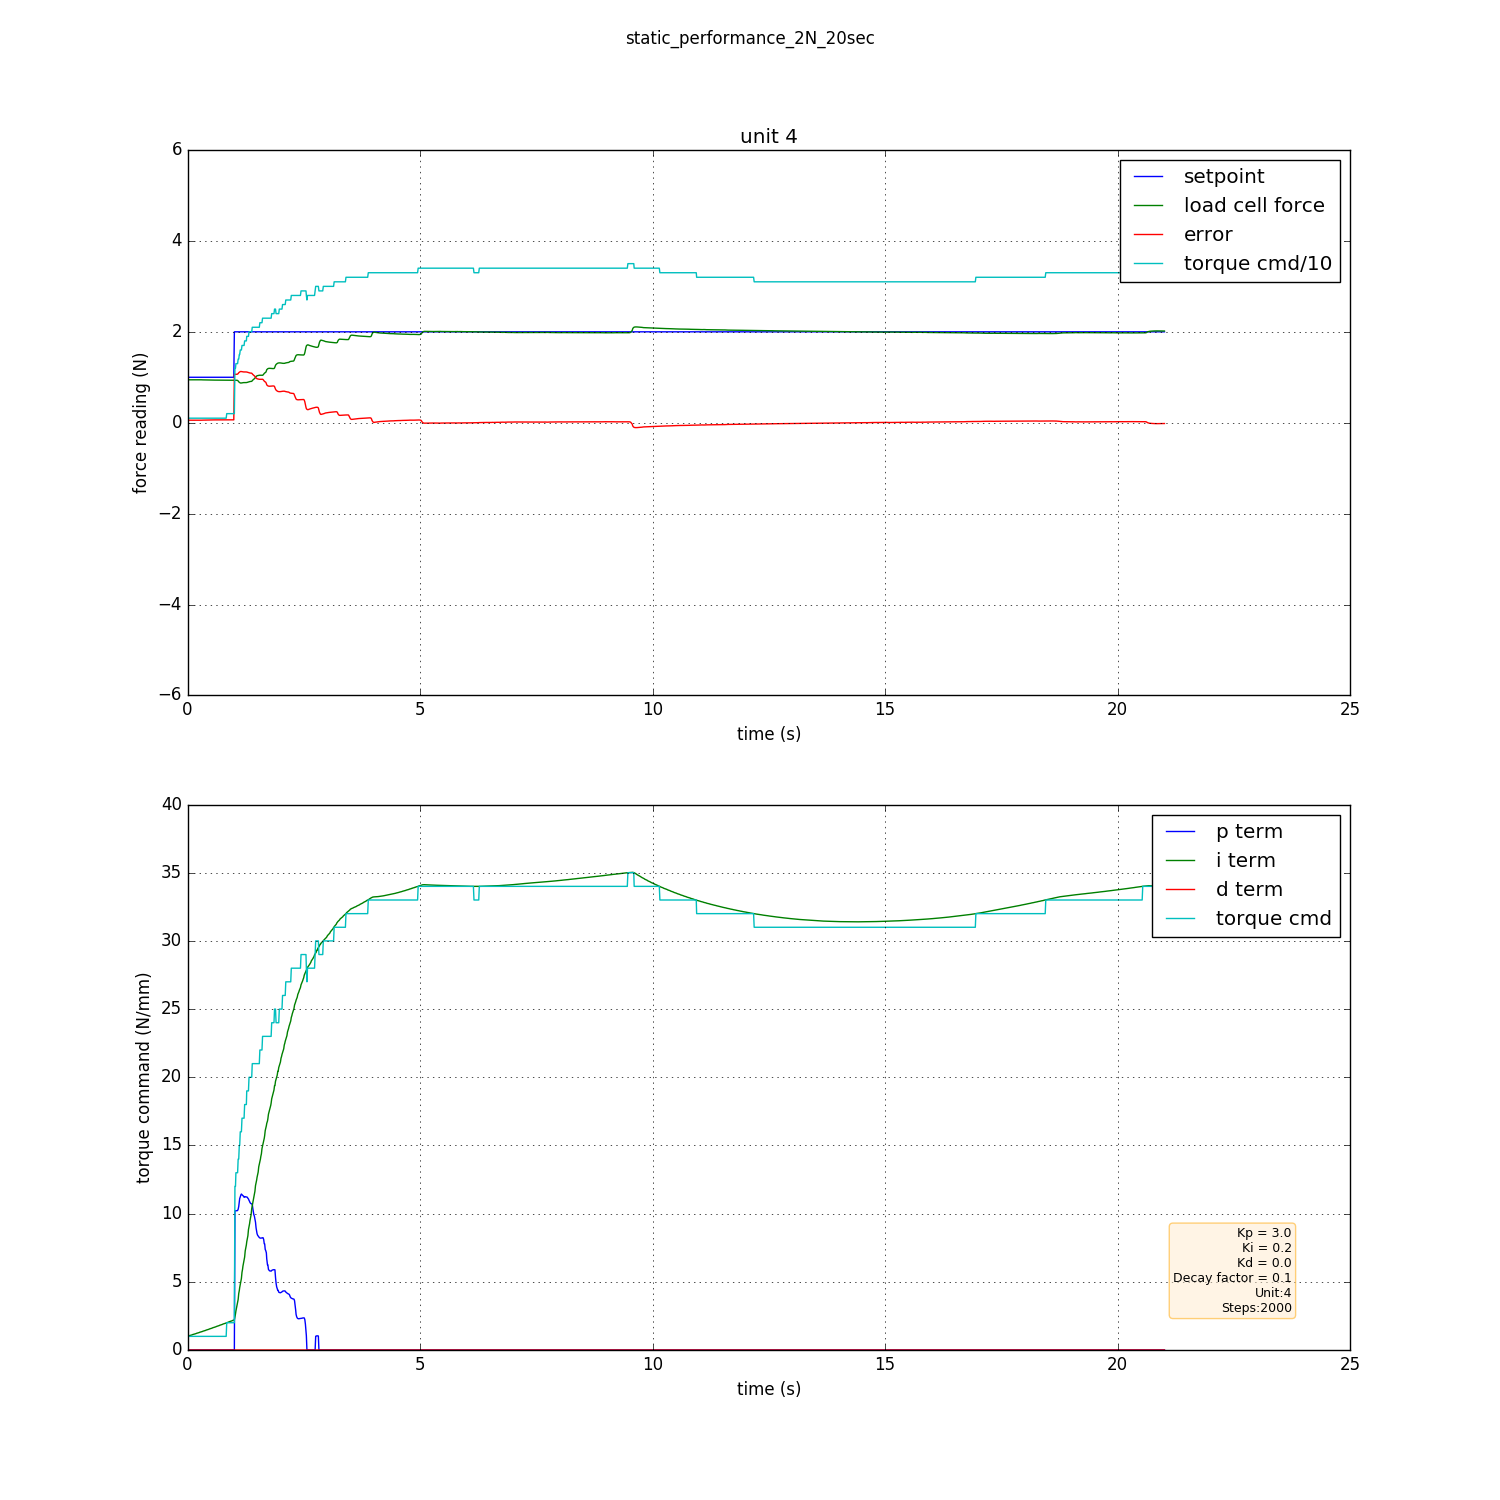 static_performance_2N_20sec
unit 4
6
4
2
0
−2
−4
−6
force reading (N)
setpoint
load cell force
error
torque cmd/10
0 5 10 15 20 25
time (s)
40
35
30
25
20
15
10
5
0
torque command (N/mm)
p term
i term
d term
torque cmd
Kp = 3.0
Ki = 0.2
Kd = 0.0
Decay factor = 0.1
Unit:4
Steps:2000
0 5 10 15 20 25
time (s)